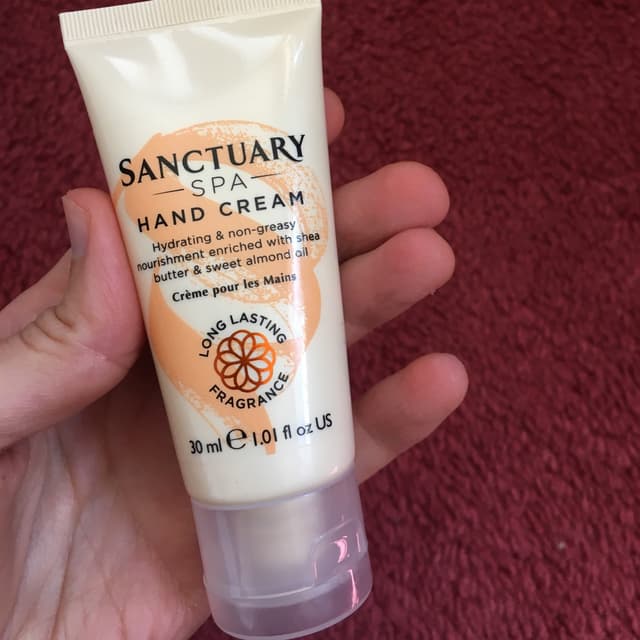 SANCTUARY
SPA
HAND CREAM
Hydrating & non-greasy
nourishment enriched with shea
butter & sweet almond oil
Crème pour les Mains
LONG LASTING
FRAGRANCE
30 ml ℮ 1.01 fl oz US